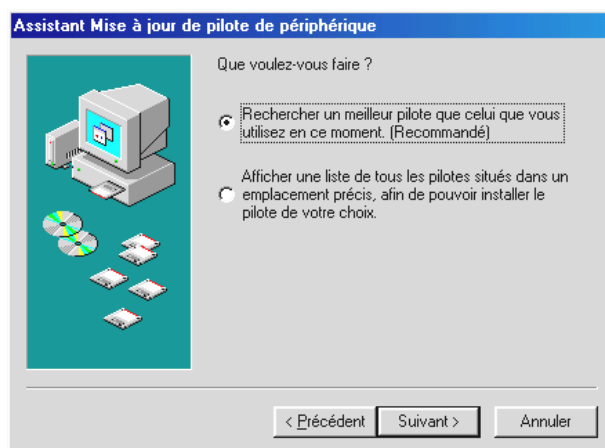 Assistant Mise à jour de pilote de périphérique
Que voulez-vous faire ?
Rechercher un meilleur pilote que celui que vous
utilisez en ce moment. (Recommandé)
Afficher une liste de tous les pilotes situés dans un
emplacement précis, afin de pouvoir installer le
pilote de votre choix.
< Précédent
Suivant >
Annuler